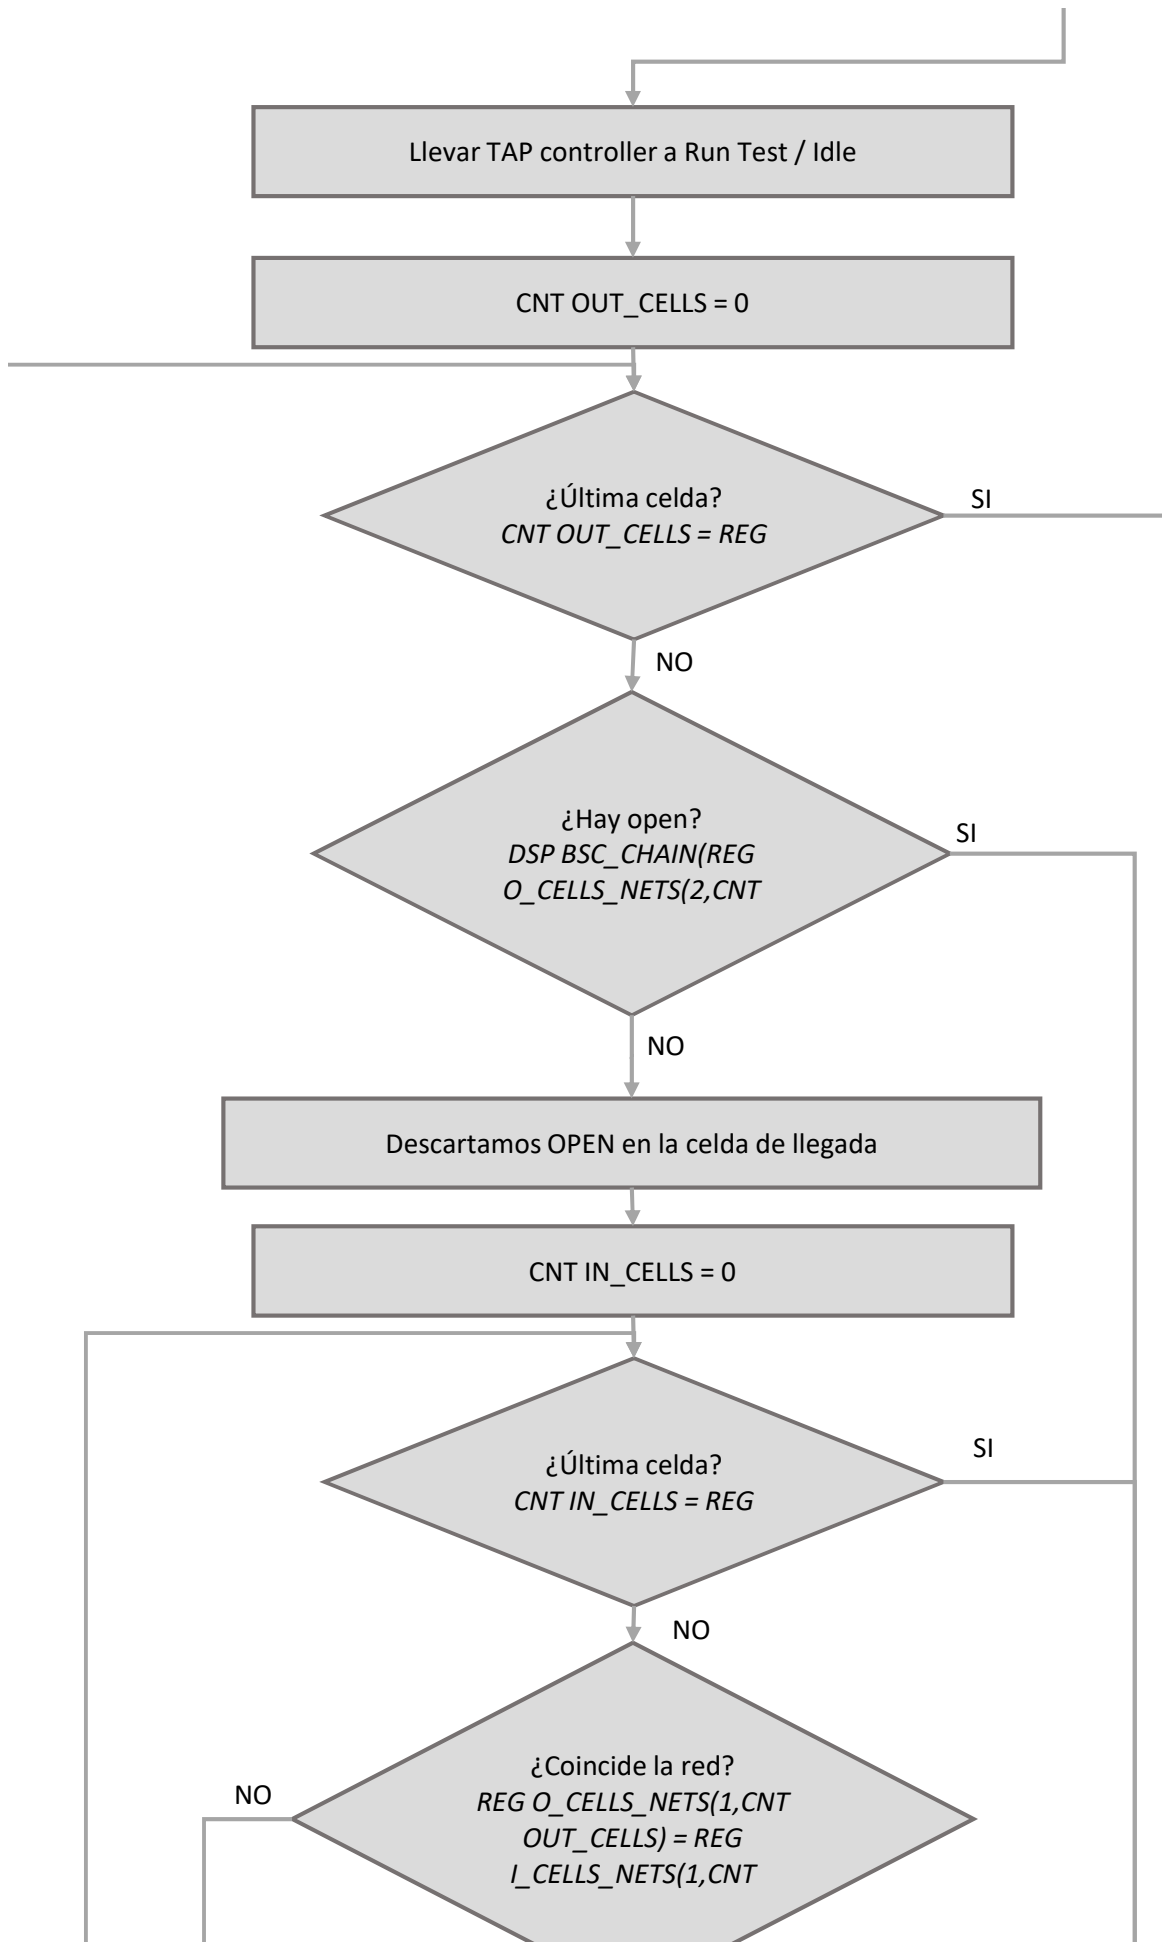 Llevar TAP controller a Run Test / Idle
CNT OUT_CELLS = 0
¿Última celda?
CNT OUT_CELLS = REG
SI
NO
¿Hay open?
DSP BSC_CHAIN(REG
O_CELLS_NETS(2,CNT
SI
NO
Descartamos OPEN en la celda de llegada
CNT IN_CELLS = 0
¿Última celda?
CNT IN_CELLS = REG
SI
NO
¿Coincide la red?
REG O_CELLS_NETS(1,CNT
OUT_CELLS) = REG
I_CELLS_NETS(1,CNT
NO